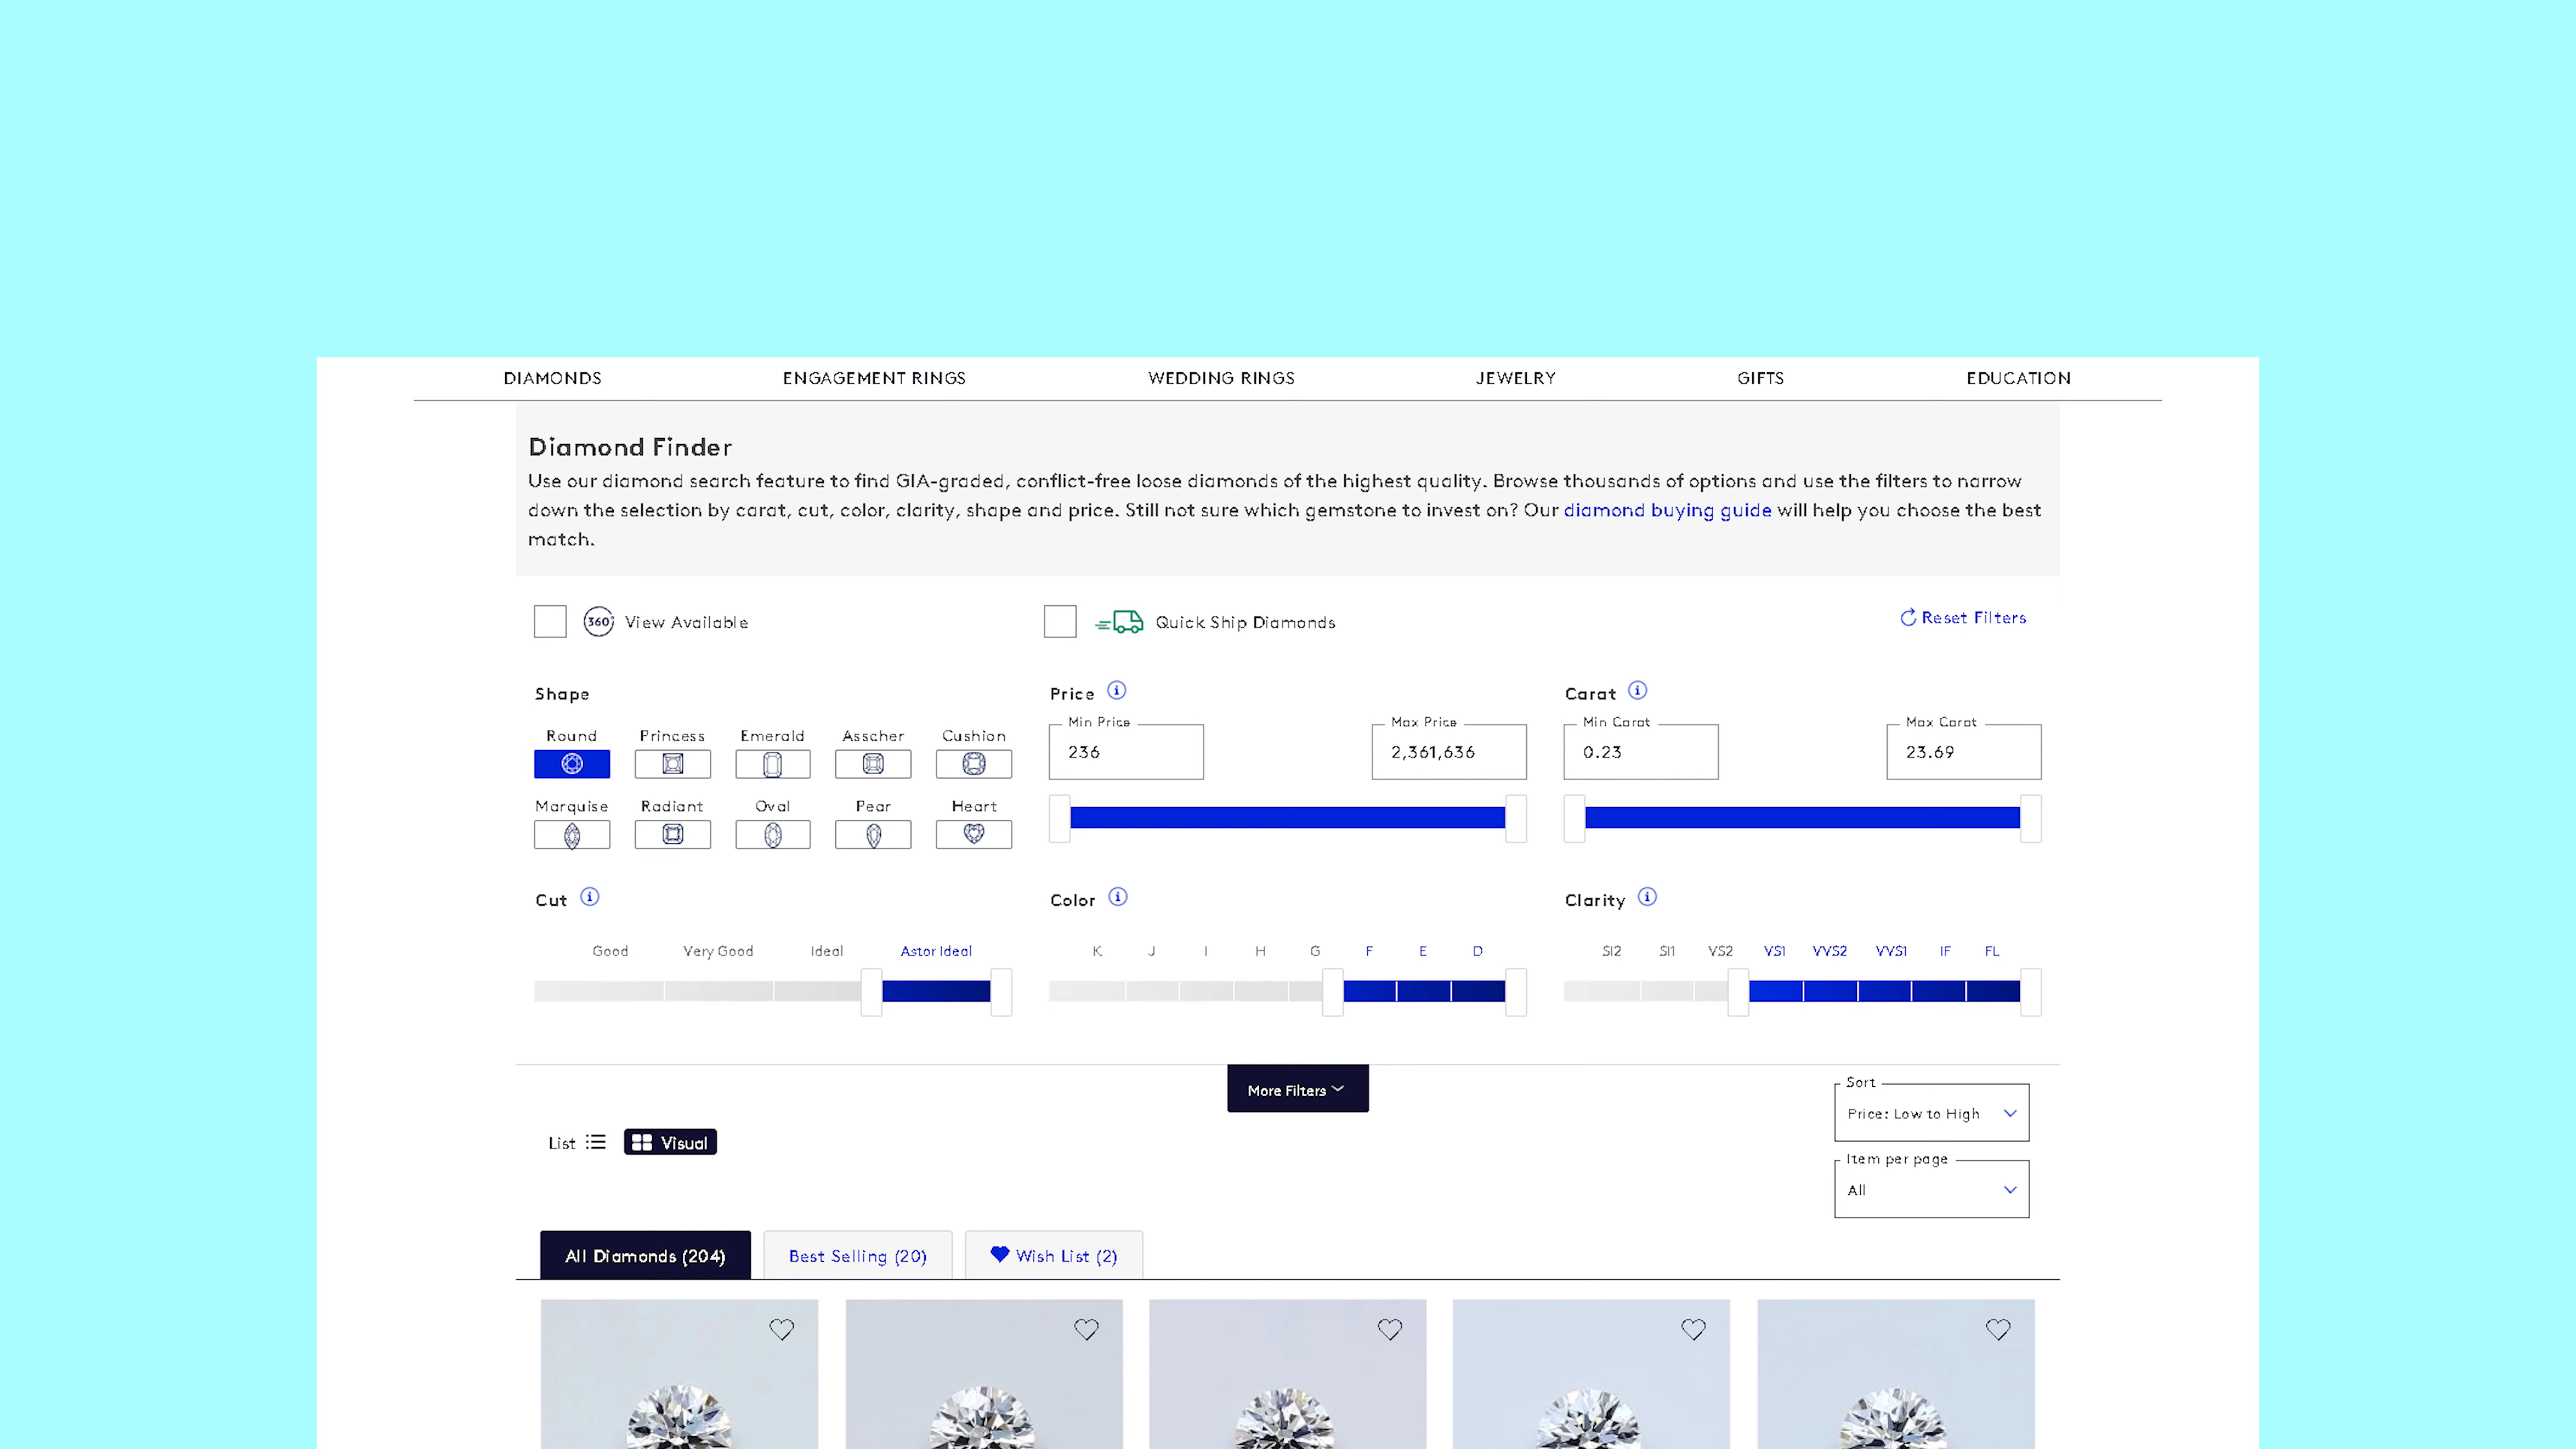 DIAMONDS ENGAGEMENT RINGS WEDDING RINGS JEWELRY GIFTS EDUCATION
Diamond Finder
Use our diamond search feature to find GIA-graded, conflict-free loose diamonds of the highest quality. Browse thousands of options and use the filters to narrow
down the selection by carat, cut, color, clarity, shape and price. Still not sure which gemstone to invest on? Our diamond buying guide will help you choose the best
match.
360° View Available
Quick Ship Diamonds
Reset Filters
Shape
Round Princess Emerald Asscher Cushion
Marquise Radiant Oval Pear Heart
Price i
Min Price
236
Max Price
2,361,636
Carat i
Min Carat
0.23
Max Carat
23.69
Cut i
Good Very Good Ideal Astor Ideal
Color i
K J I H G F E D
Clarity i
SI2 SI1 VS2 VS1 VVS2 VVS1 IF FL
More Filters
Sort
Price: Low to High
List Visual
Item per page
All
All Diamonds (204) Best Selling (20) Wish List (2)